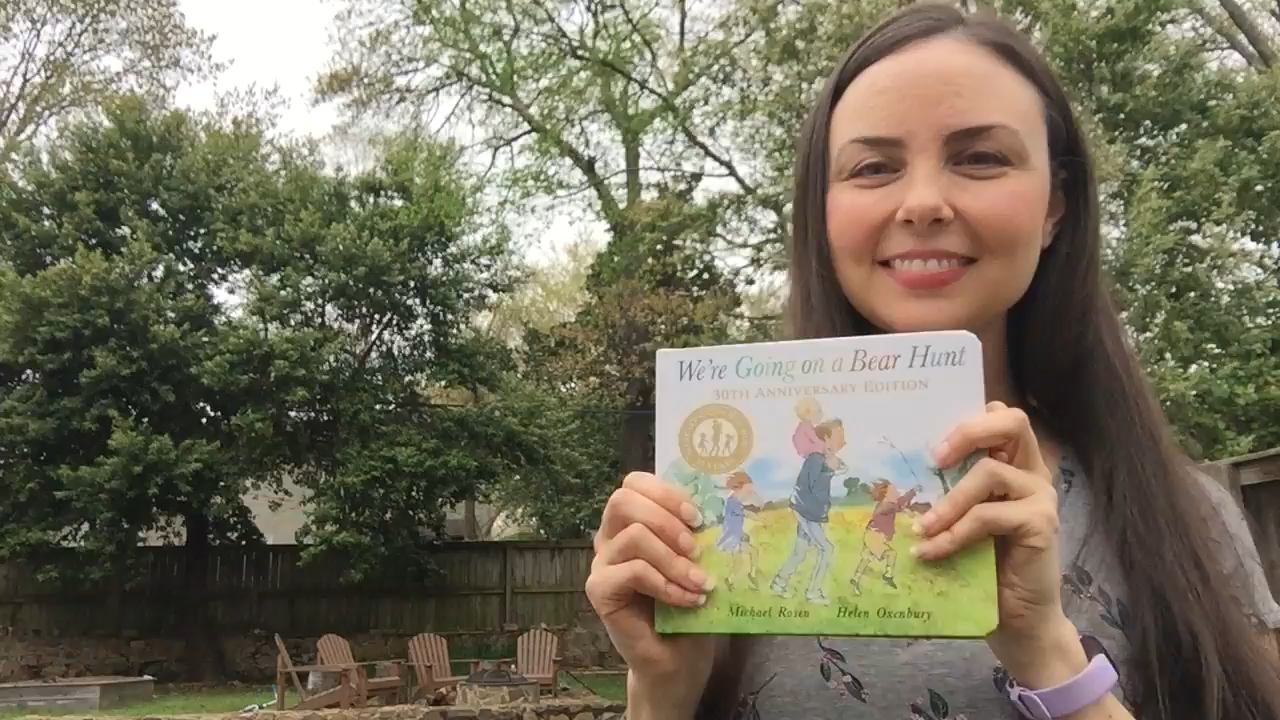 We're Going on a Bear Hunt
30TH ANNIVERSARY EDITION
Michael Rosen Helen Oxenbury